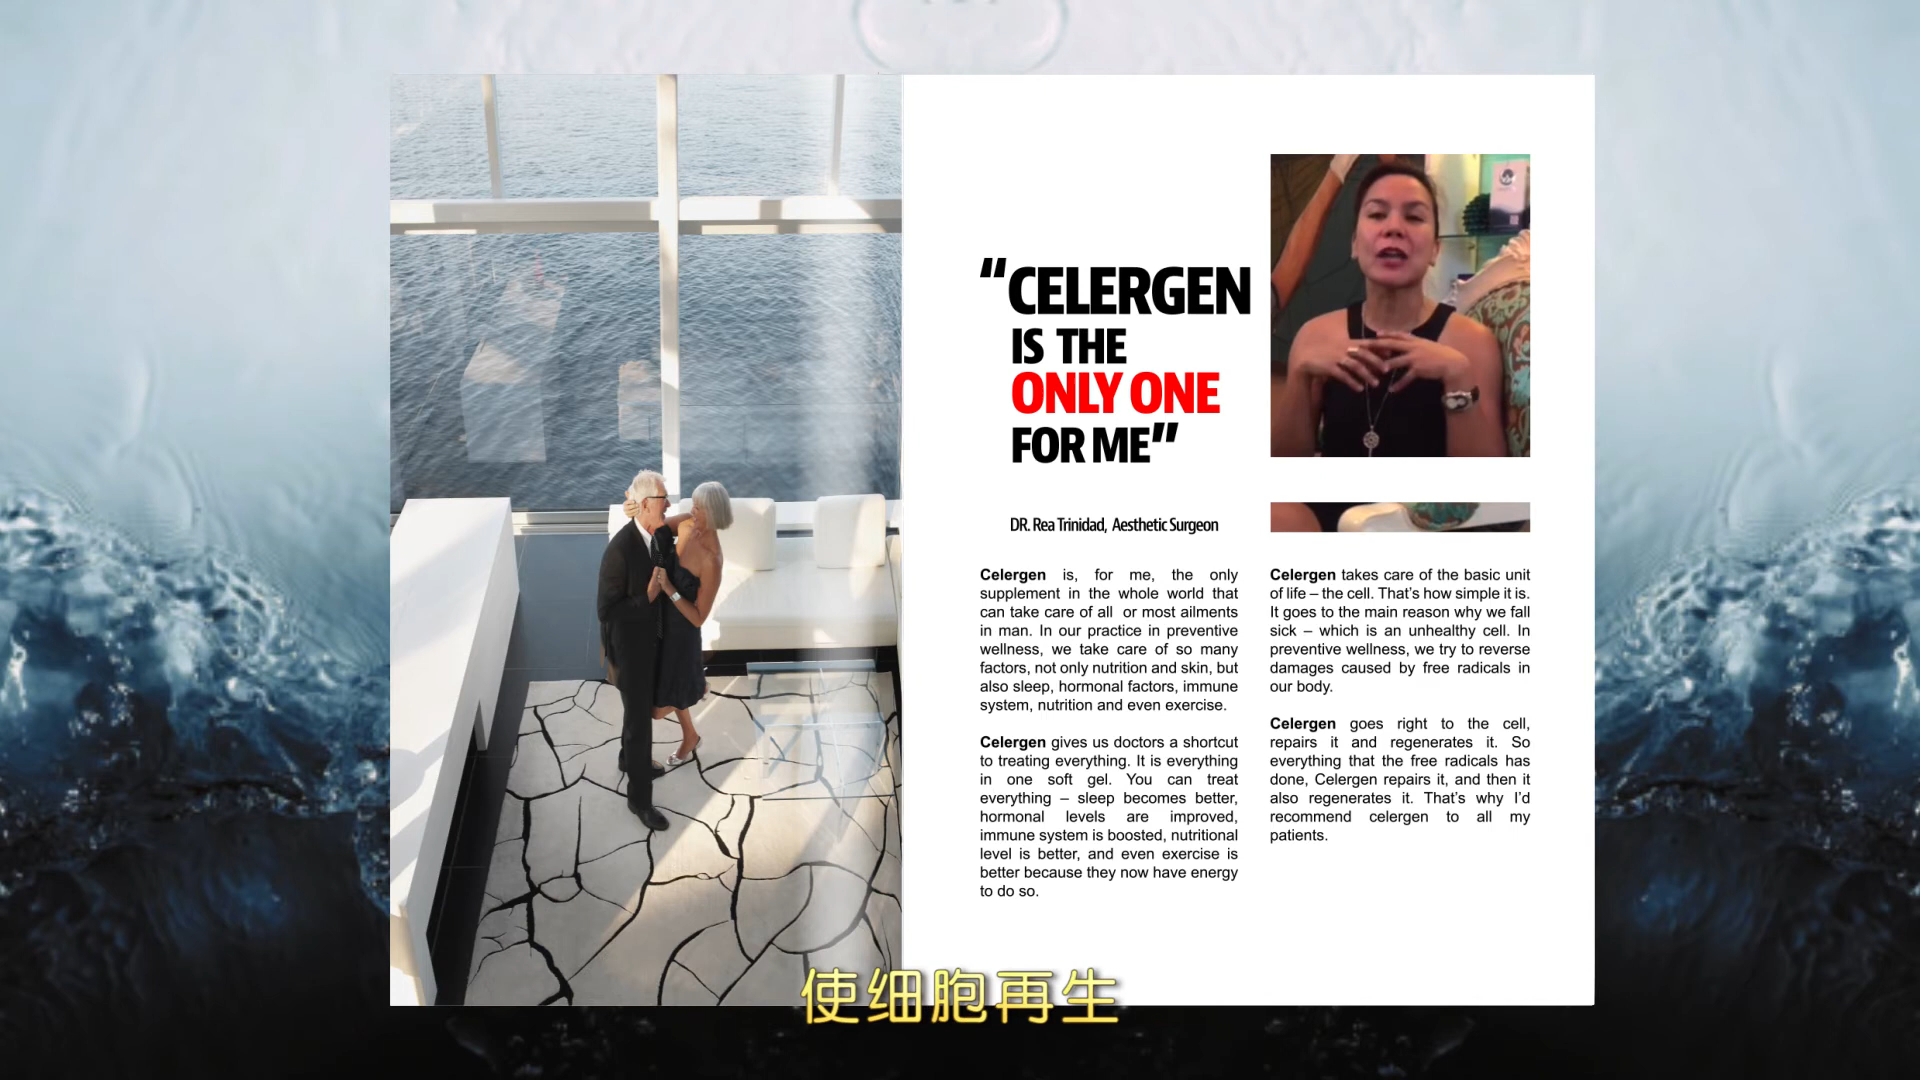 “CELERGEN
IS THE
ONLY ONE
FOR ME”
DR. Rea Trinidad, Aesthetic Surgeon
Celergen is, for me, the only
supplement in the whole world that
can take care of all or most ailments
in man. In our practice in preventive
wellness, we take care of so many
factors, not only nutrition and skin, but
also sleep, hormonal factors, immune
system, nutrition and even exercise.
Celergen gives us doctors a shortcut
to treating everything. It is everything
in one soft gel. You can treat
everything – sleep becomes better,
hormonal levels are improved,
immune system is boosted, nutritional
level is better, and even exercise is
better because they now have energy
to do so.
Celergen takes care of the basic unit
of life – the cell. That’s how simple it is.
It goes to the main reason why we fall
sick – which is an unhealthy cell. In
preventive wellness, we try to reverse
damages caused by free radicals in
our body.
Celergen goes right to the cell,
repairs it and regenerates it. So
everything that the free radicals has
done, Celergen repairs it, and then it
also regenerates it. That’s why I’d
recommend celergen to all my
patients.
使细胞再生